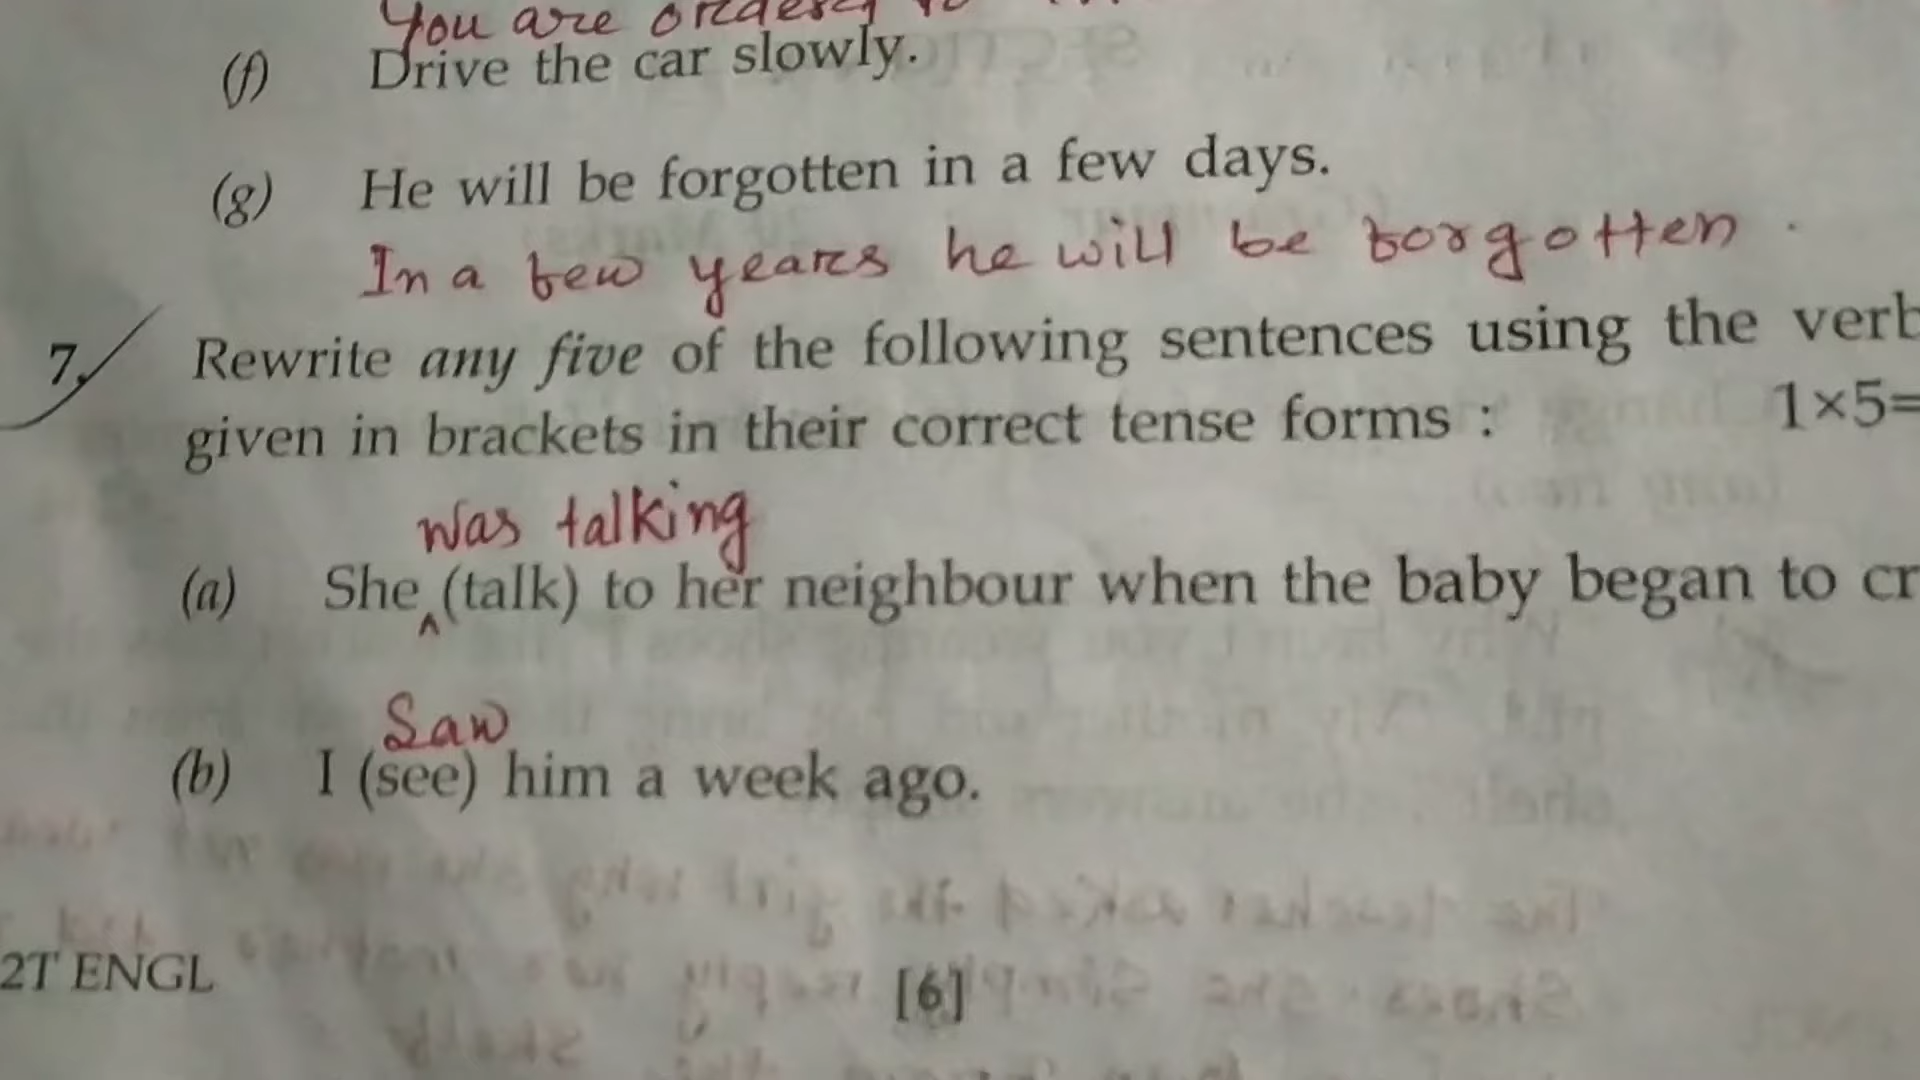 You are
(f) Drive the car slowly.
(g) He will be forgotten in a few days.
In a few years he will be forgotten.
7. Rewrite any five of the following sentences using the verb
given in brackets in their correct tense forms : 1×5=
was talking
(a) She ^ (talk) to her neighbour when the baby began to cr
Saw
(b) I (see) him a week ago.
2T ENGL [6]